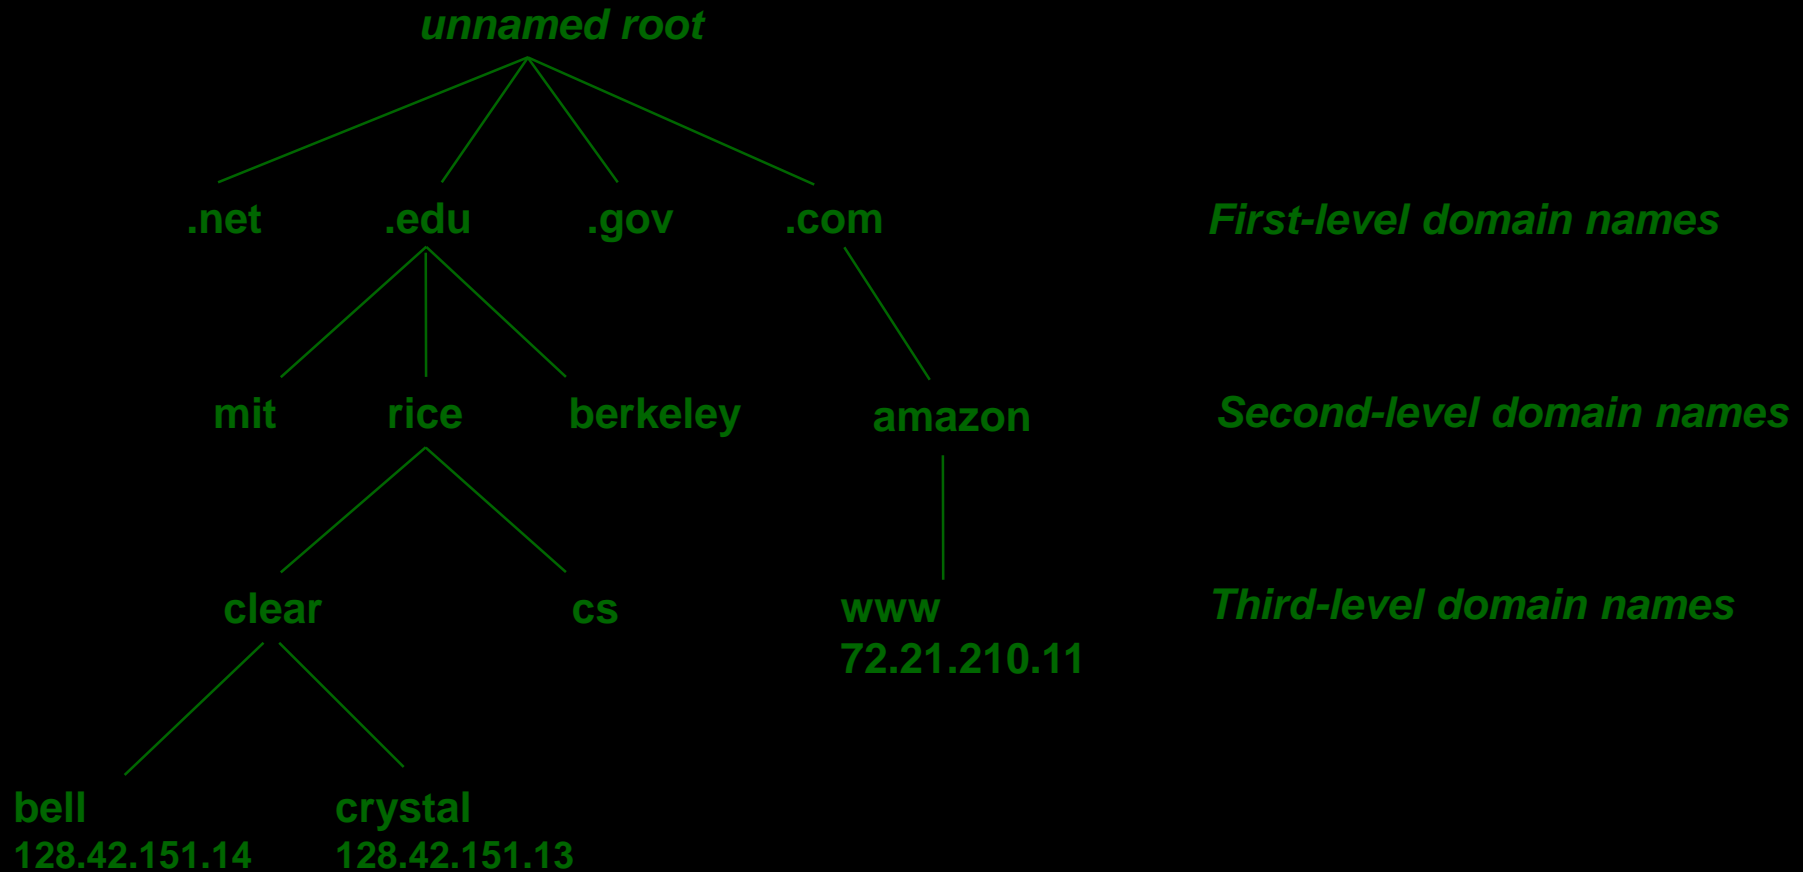 unnamed root
.net .edu .gov .com First-level domain names
mit rice berkeley amazon Second-level domain names
clear cs www Third-level domain names
72.21.210.11
bell crystal
128.42.151.14 128.42.151.13